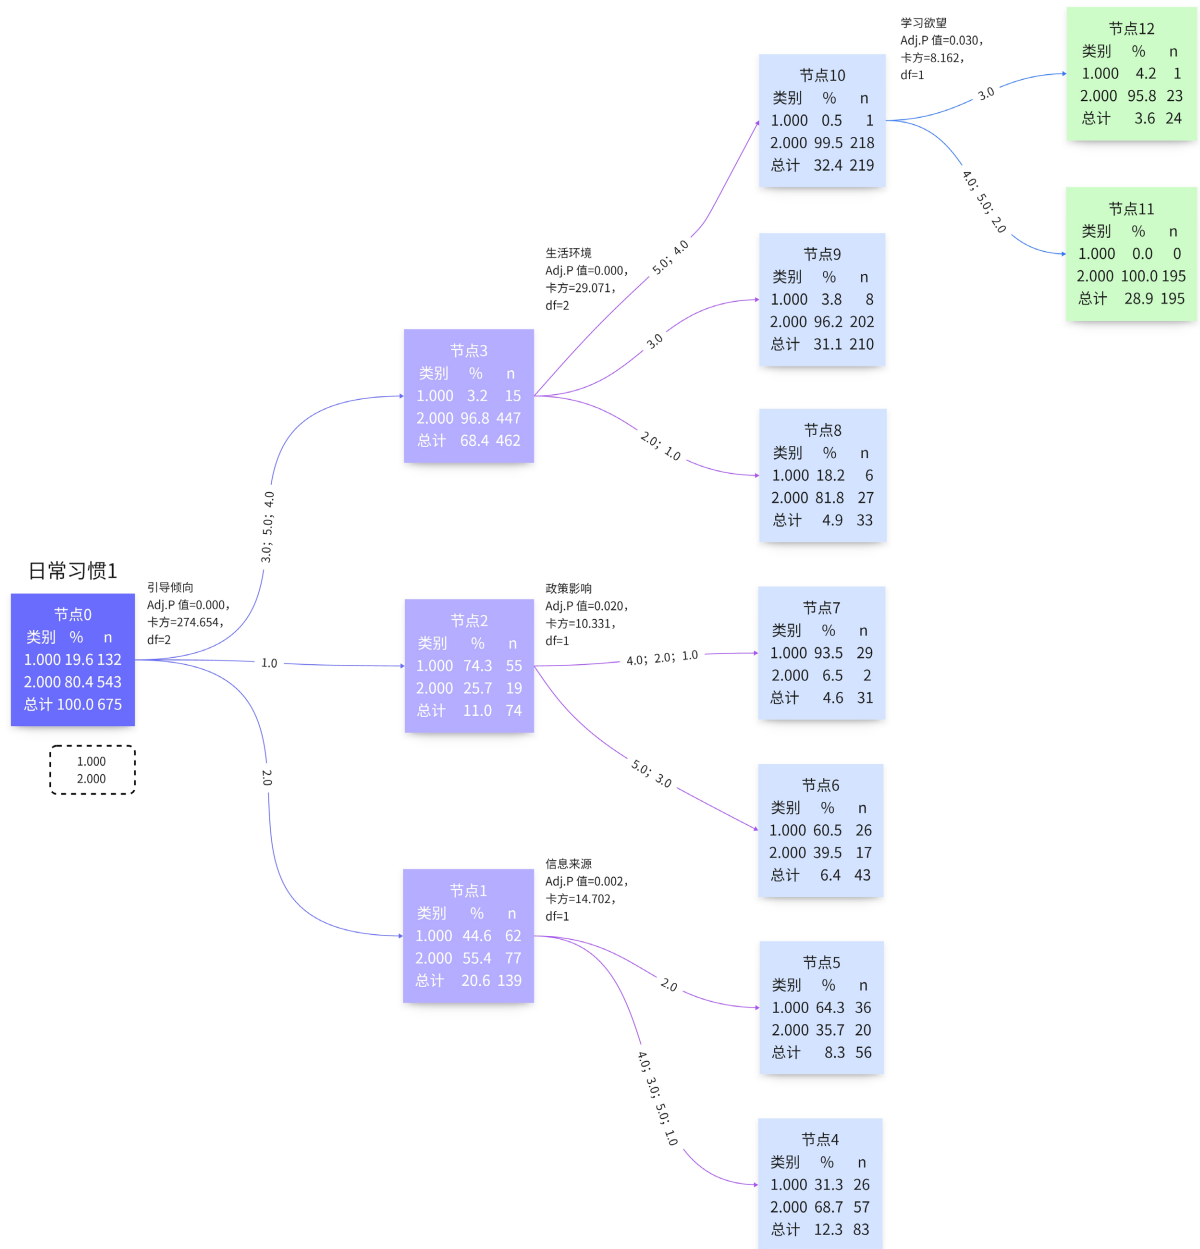 日常习惯1
节点0
类别 % n
1.000 19.6 132
2.000 80.4 543
总计 100.0 675
1.000
2.000
引导倾向
Adj.P 值=0.000,
卡方=274.654,
df=2
3.0; 5.0; 4.0
1.0
2.0
节点3
类别 % n
1.000 3.2 15
2.000 96.8 447
总计 68.4 462
节点2
类别 % n
1.000 74.3 55
2.000 25.7 19
总计 11.0 74
节点1
类别 % n
1.000 44.6 62
2.000 55.4 77
总计 20.6 139
生活环境
Adj.P 值=0.000,
卡方=29.071,
df=2
5.0; 4.0
3.0
2.0; 1.0
政策影响
Adj.P 值=0.020,
卡方=10.331,
df=1
4.0; 2.0; 1.0
5.0; 3.0
信息来源
Adj.P 值=0.002,
卡方=14.702,
df=1
2.0
4.0; 3.0; 5.0; 1.0
节点10
类别 % n
1.000 0.5 1
2.000 99.5 218
总计 32.4 219
节点9
类别 % n
1.000 3.8 8
2.000 96.2 202
总计 31.1 210
节点8
类别 % n
1.000 18.2 6
2.000 81.8 27
总计 4.9 33
节点7
类别 % n
1.000 93.5 29
2.000 6.5 2
总计 4.6 31
节点6
类别 % n
1.000 60.5 26
2.000 39.5 17
总计 6.4 43
节点5
类别 % n
1.000 64.3 36
2.000 35.7 20
总计 8.3 56
节点4
类别 % n
1.000 31.3 26
2.000 68.7 57
总计 12.3 83
学习欲望
Adj.P 值=0.030,
卡方=8.162,
df=1
3.0
4.0; 5.0; 2.0
节点12
类别 % n
1.000 4.2 1
2.000 95.8 23
总计 3.6 24
节点11
类别 % n
1.000 0.0 0
2.000 100.0 195
总计 28.9 195